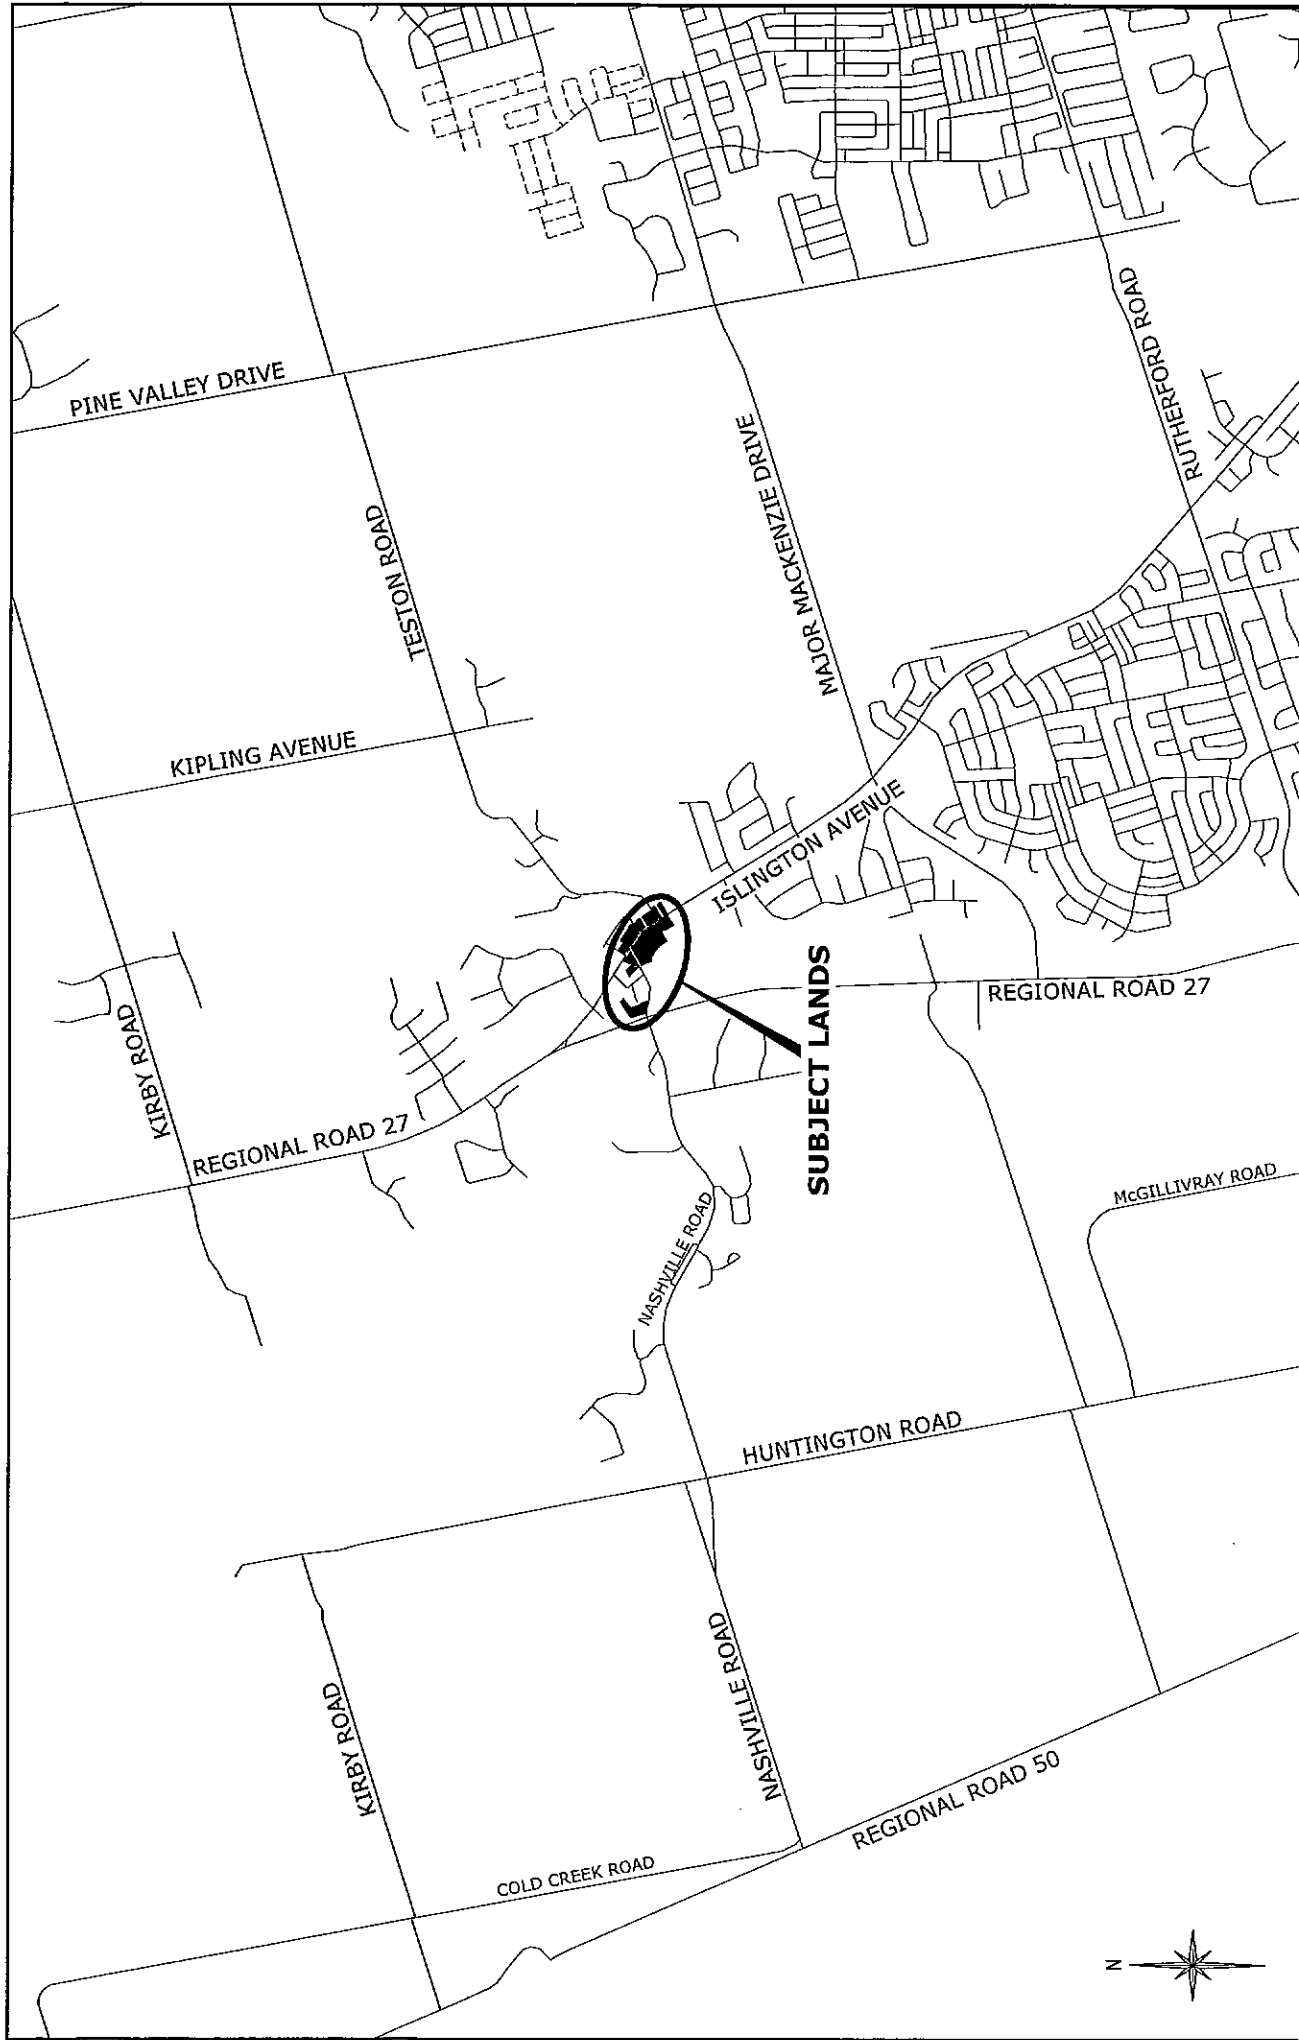 PINE VALLEY DRIVE
TESTON ROAD
MAJOR MACKENZIE DRIVE
RUTHERFORD ROAD
KIPLING AVENUE
ISLINGTON AVENUE
KIRBY ROAD
REGIONAL ROAD 27
SUBJECT LANDS
REGIONAL ROAD 27
NASHVILLE ROAD
McGILLIVRAY ROAD
HUNTINGTON ROAD
KIRBY ROAD
NASHVILLE ROAD
REGIONAL ROAD 50
COLD CREEK ROAD
N